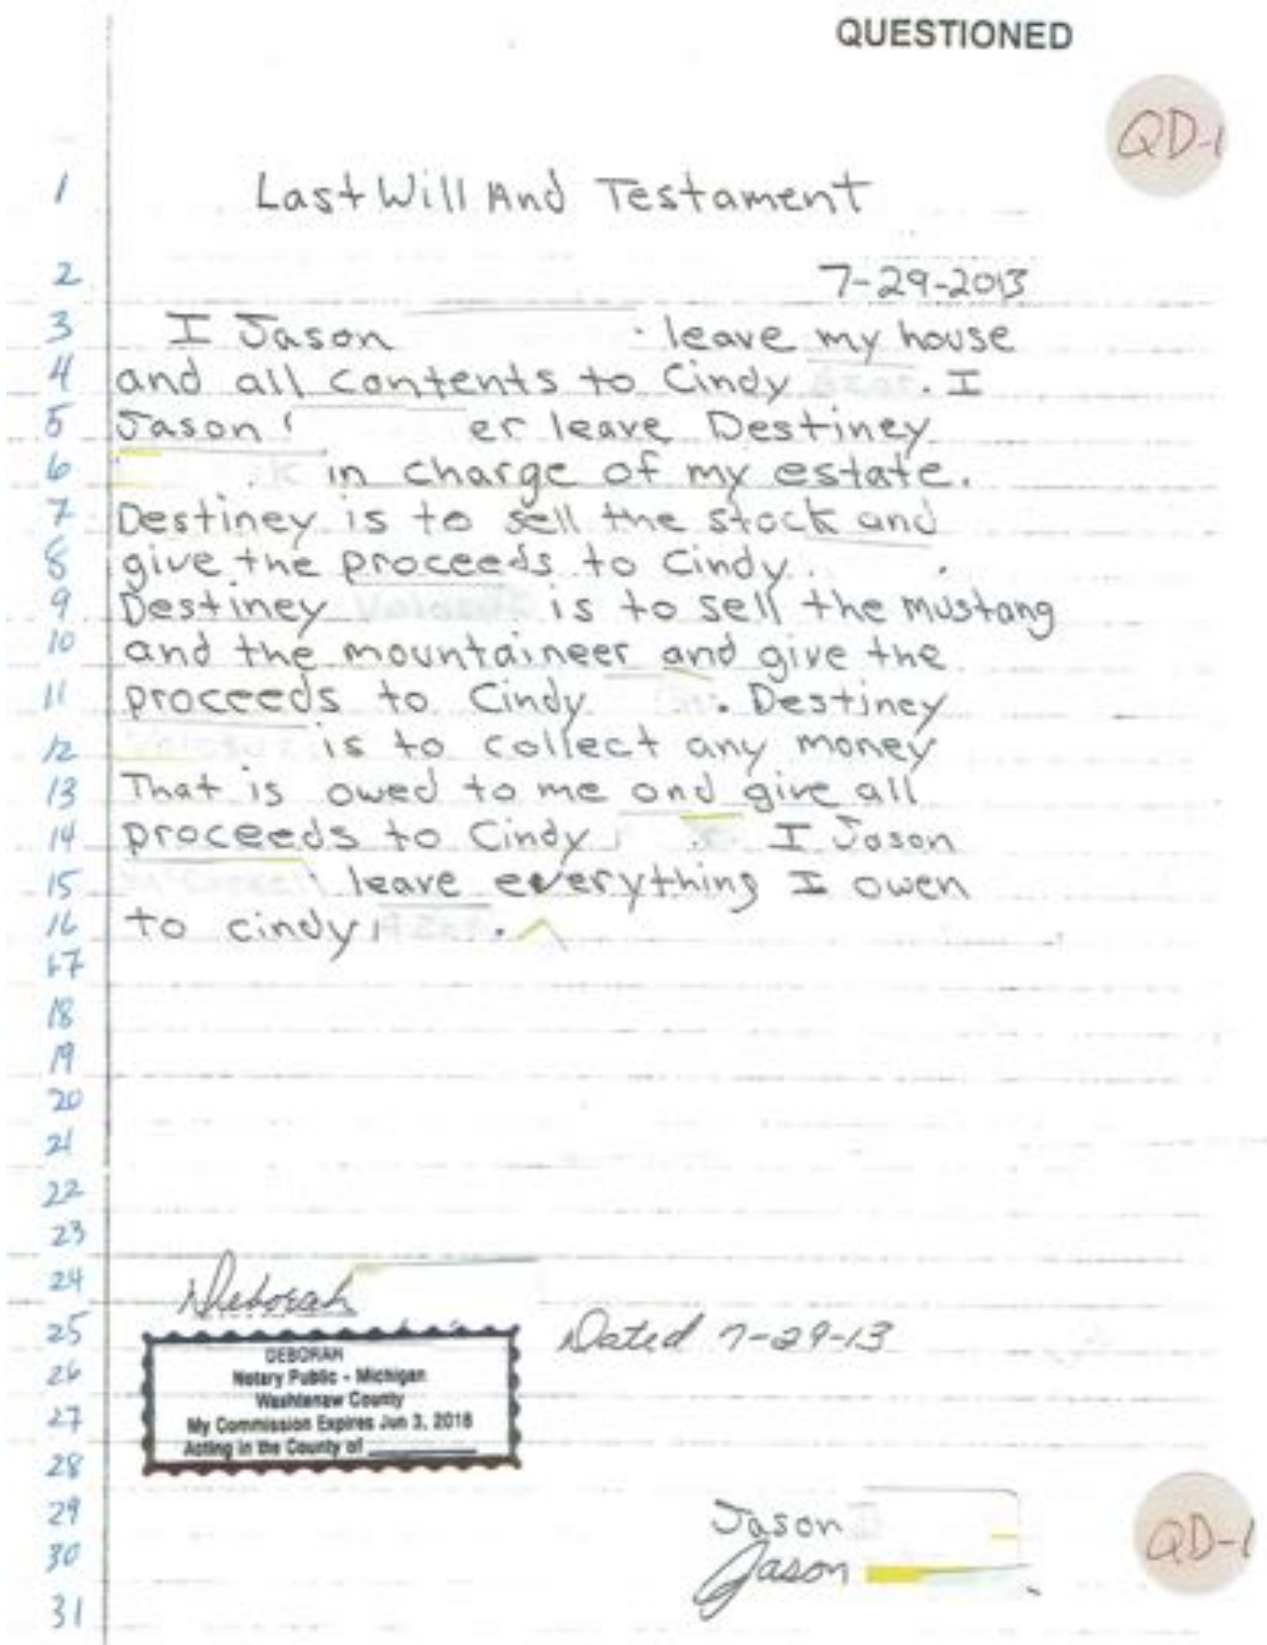 QUESTIONED
QD-1
1 Last Will And Testament
2 7-29-2013
3 I Jason leave my house
4 and all contents to Cindy . I
5 Jason er leave Destiney
6 in charge of my estate.
7 Destiney is to sell the stock and
8 give the proceeds to Cindy.
9 Destiney is to sell the mustang
10 and the mountaineer and give the
11 proceeds to Cindy . Destiney
12 is to collect any money
13 That is owed to me and give all
14 proceeds to Cindy I Jason
15 leave everything I owen
16 to cindy .
17
18
19
20
21
22
23
24 Deborah
25 Dated 7-29-13
DEBORAH
26 Notary Public - Michigan
Washtenaw County
27 My Commission Expires Jun 3, 2018
Acting in the County of
28
29 Jason
30 Jason
QD-1
31